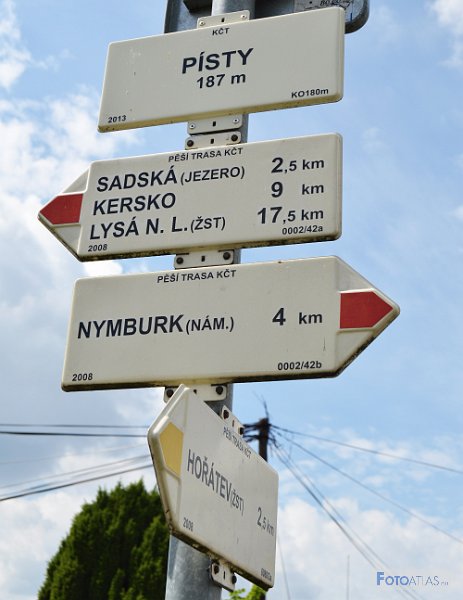 KČT
PÍSTY
187 m
2013 KO180m
PĚŠÍ TRASA KČT
SADSKÁ (JEZERO) 2,5 km
KERSKO 9 km
LYSÁ N. L. (ŽST) 17,5 km
2008 0002/42a
PĚŠÍ TRASA KČT
NYMBURK (NÁM.) 4 km
2008 0002/42b
PĚŠÍ TRASA KČT
HOŘÁTEV (ŽST) 2,5 km
FOTOATLAS